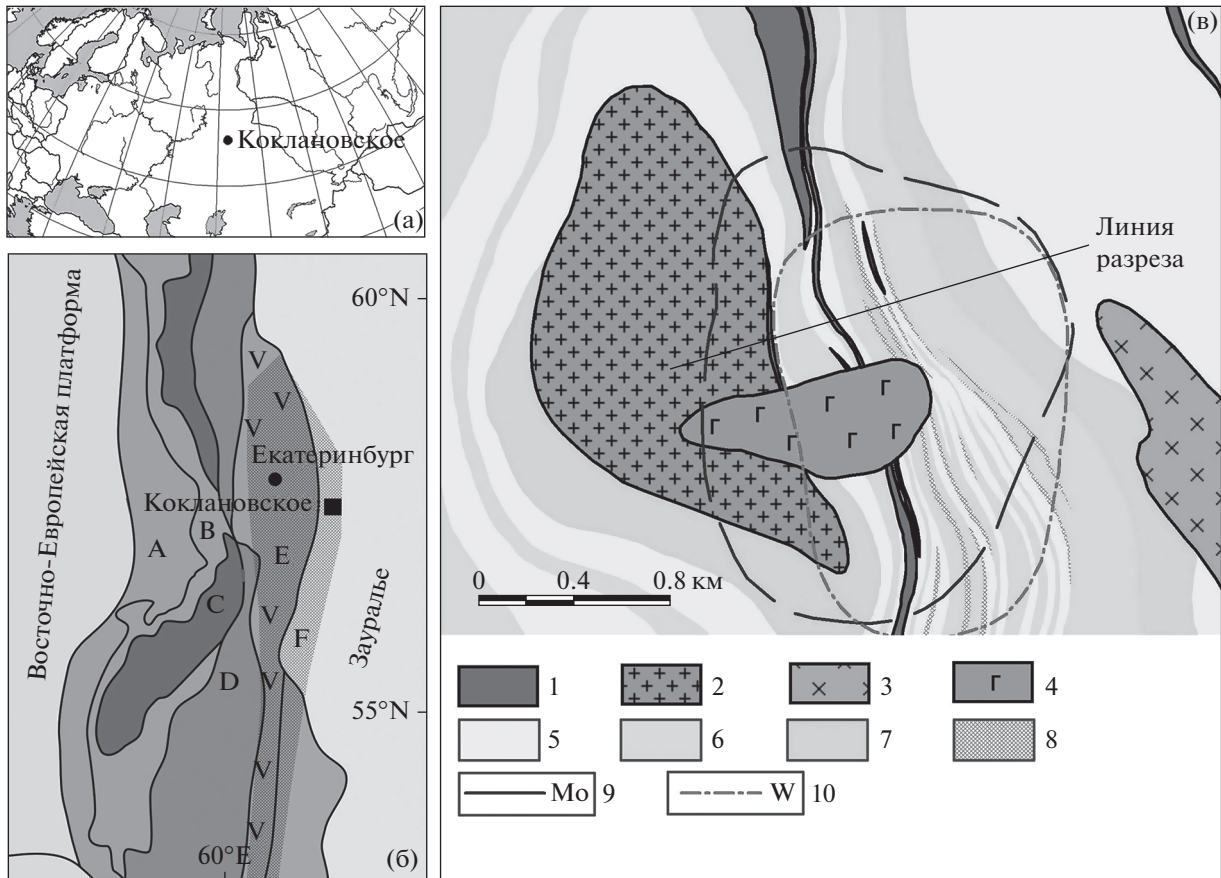 Коклановское
(а)
Восточно-Европейская платформа
60°N
V
V
V
Екатеринбург
Коклановское
B
A
E
C
V
F
Зауралье
D
V
55°N
V
V
60°E
(б)
(в)
Линия
разреза
Г
Г
Г
Г
Г
Г
Г
0 0.4 0.8 км
1 2 3 Г 4
5 6 7 8
Mo 9 W 10